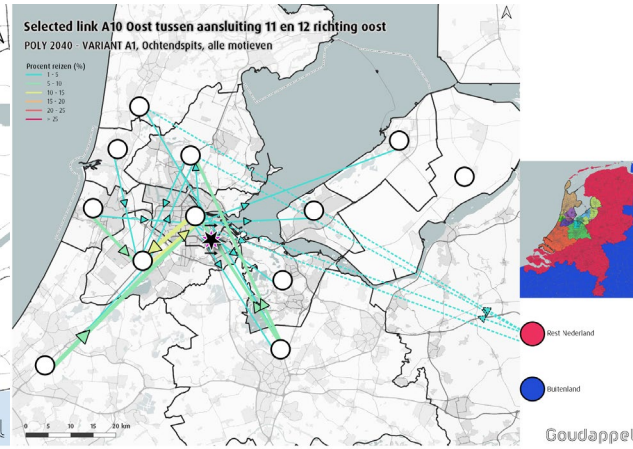 Selected link A10 Oost tussen aansluiting 11 en 12 richting oost
POLY 2040 - VARIANT A1, Ochtendspits, alle motieven
Procent reizen (%)
1 - 5
5 - 10
10 - 15
15 - 20
20 - 25
> 25
Rest Nederland
Buitenland
0 5 10 15 20 km
Goudappel